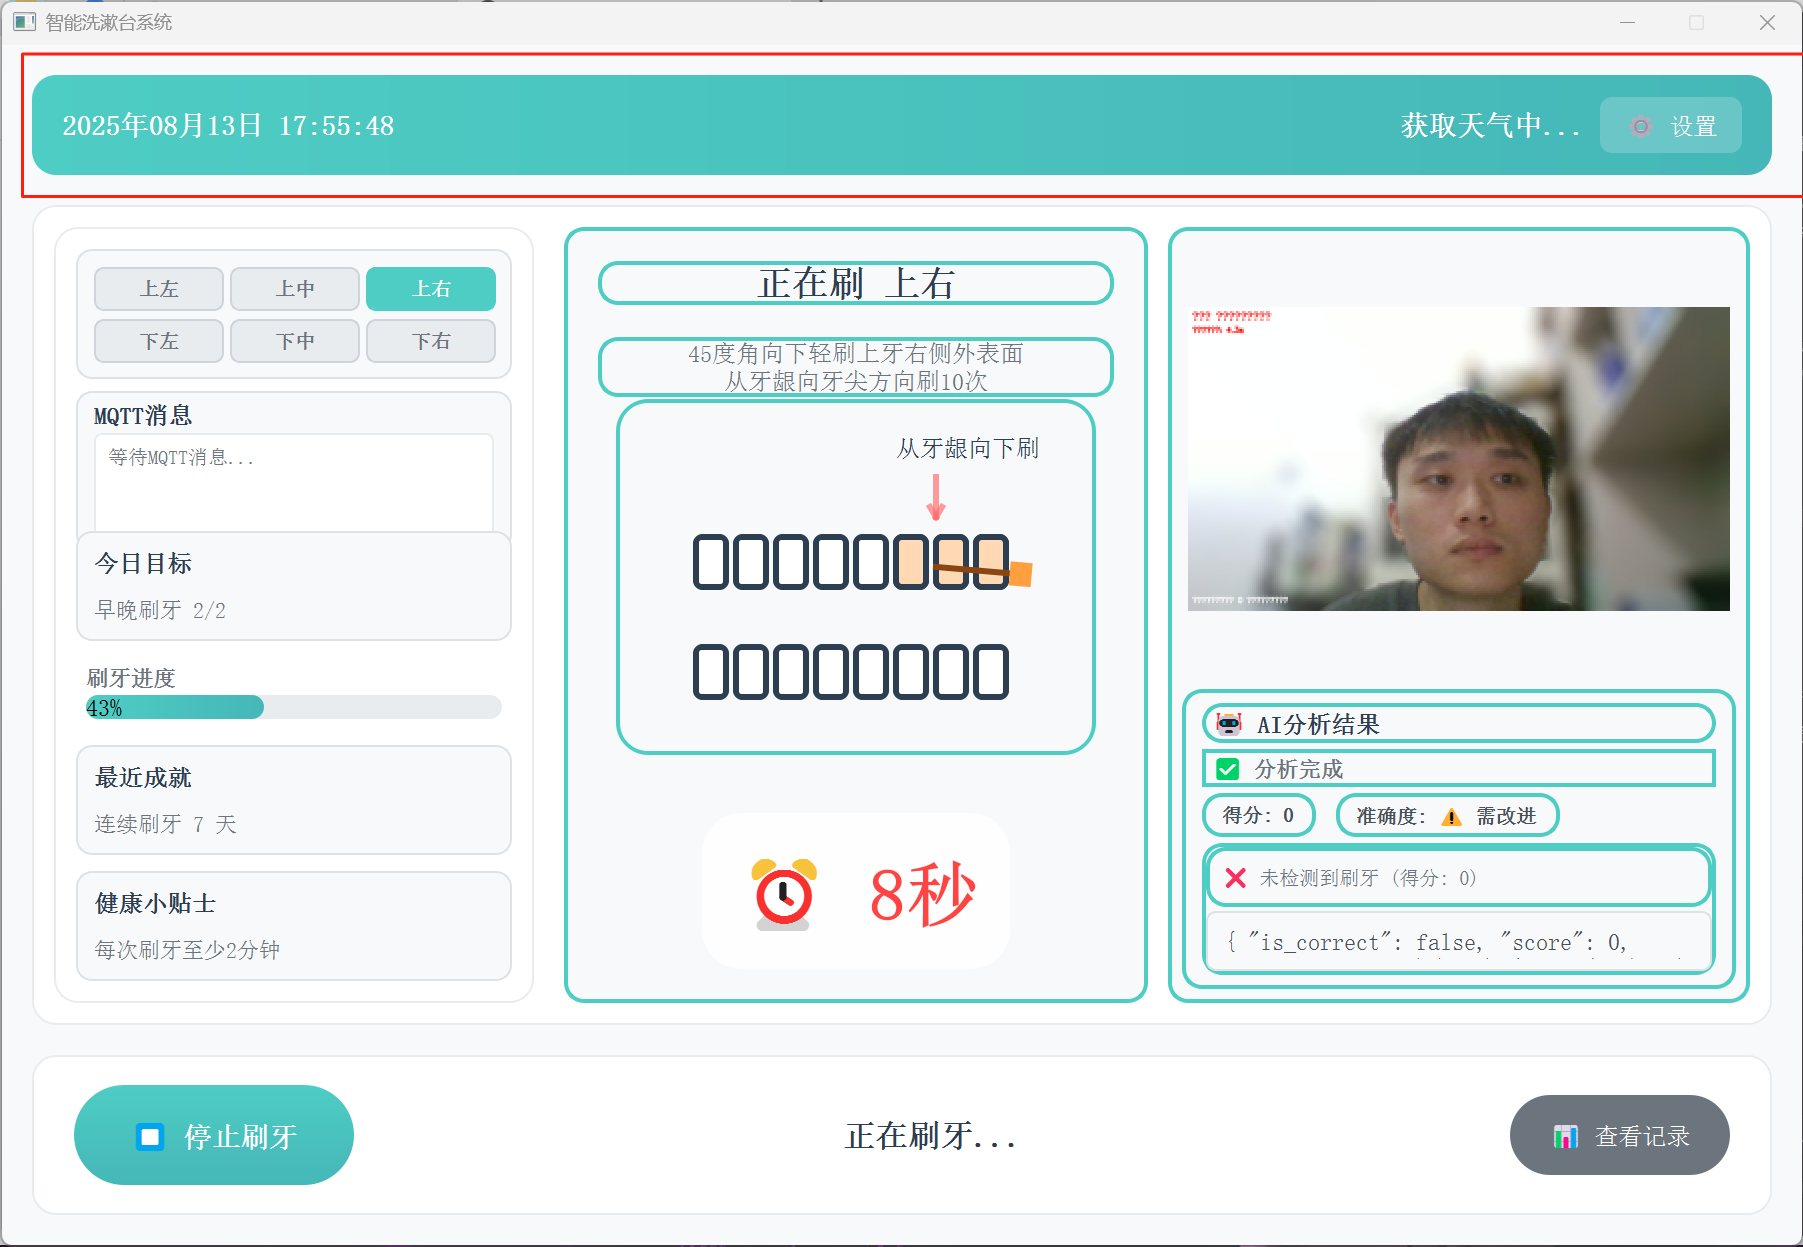 智能洗漱台系统
2025年08月13日 17:55:48
获取天气中...
设置
上左
上中
上右
下左
下中
下右
MQTT消息
等待MQTT消息...
今日目标
早晚刷牙 2/2
刷牙进度
43%
最近成就
连续刷牙 7 天
健康小贴士
每次刷牙至少2分钟
正在刷 上右
45度角向下轻刷上牙右侧外表面
从牙龈向牙尖方向刷10次
从牙龈向下刷
8秒
AI分析结果
分析完成
得分: 0
准确度: ⚠ 需改进
未检测到刷牙 (得分: 0)
{ "is_correct": false, "score": 0,
停止刷牙
正在刷牙...
查看记录